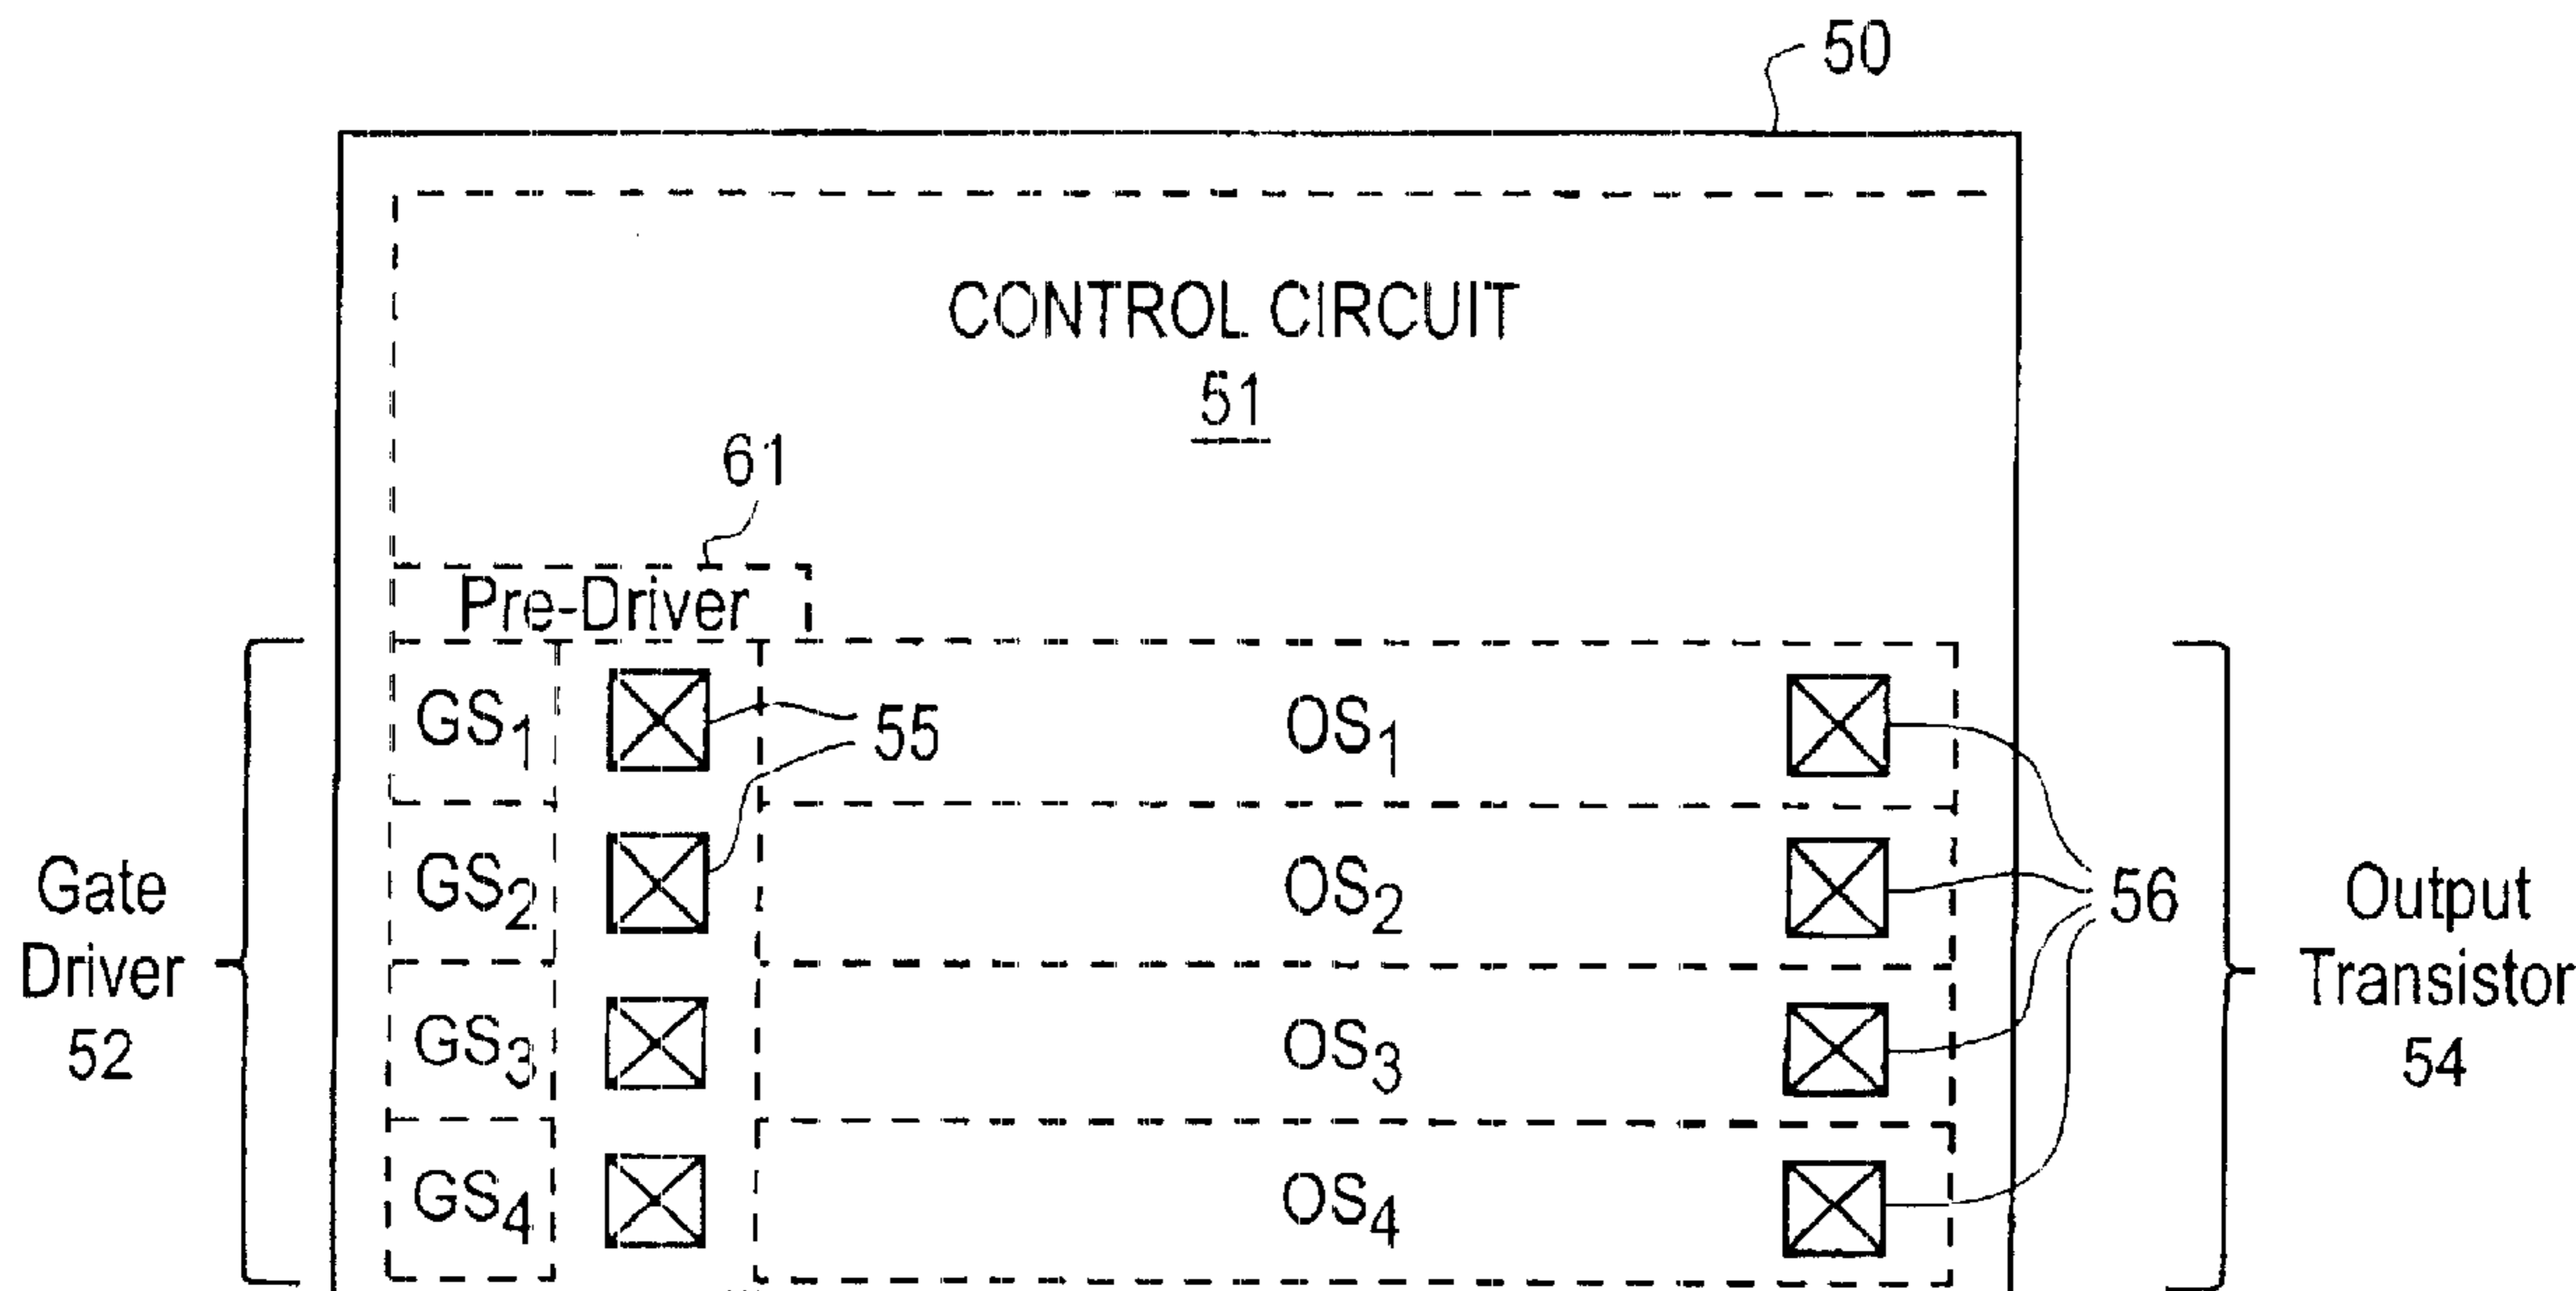 50
CONTROL CIRCUIT
51
61
Pre-Driver
GS1
55
OS1
GS2
OS2
56
Gate
Driver
52
Output
Transistor
54
GS3
OS3
GS4
OS4